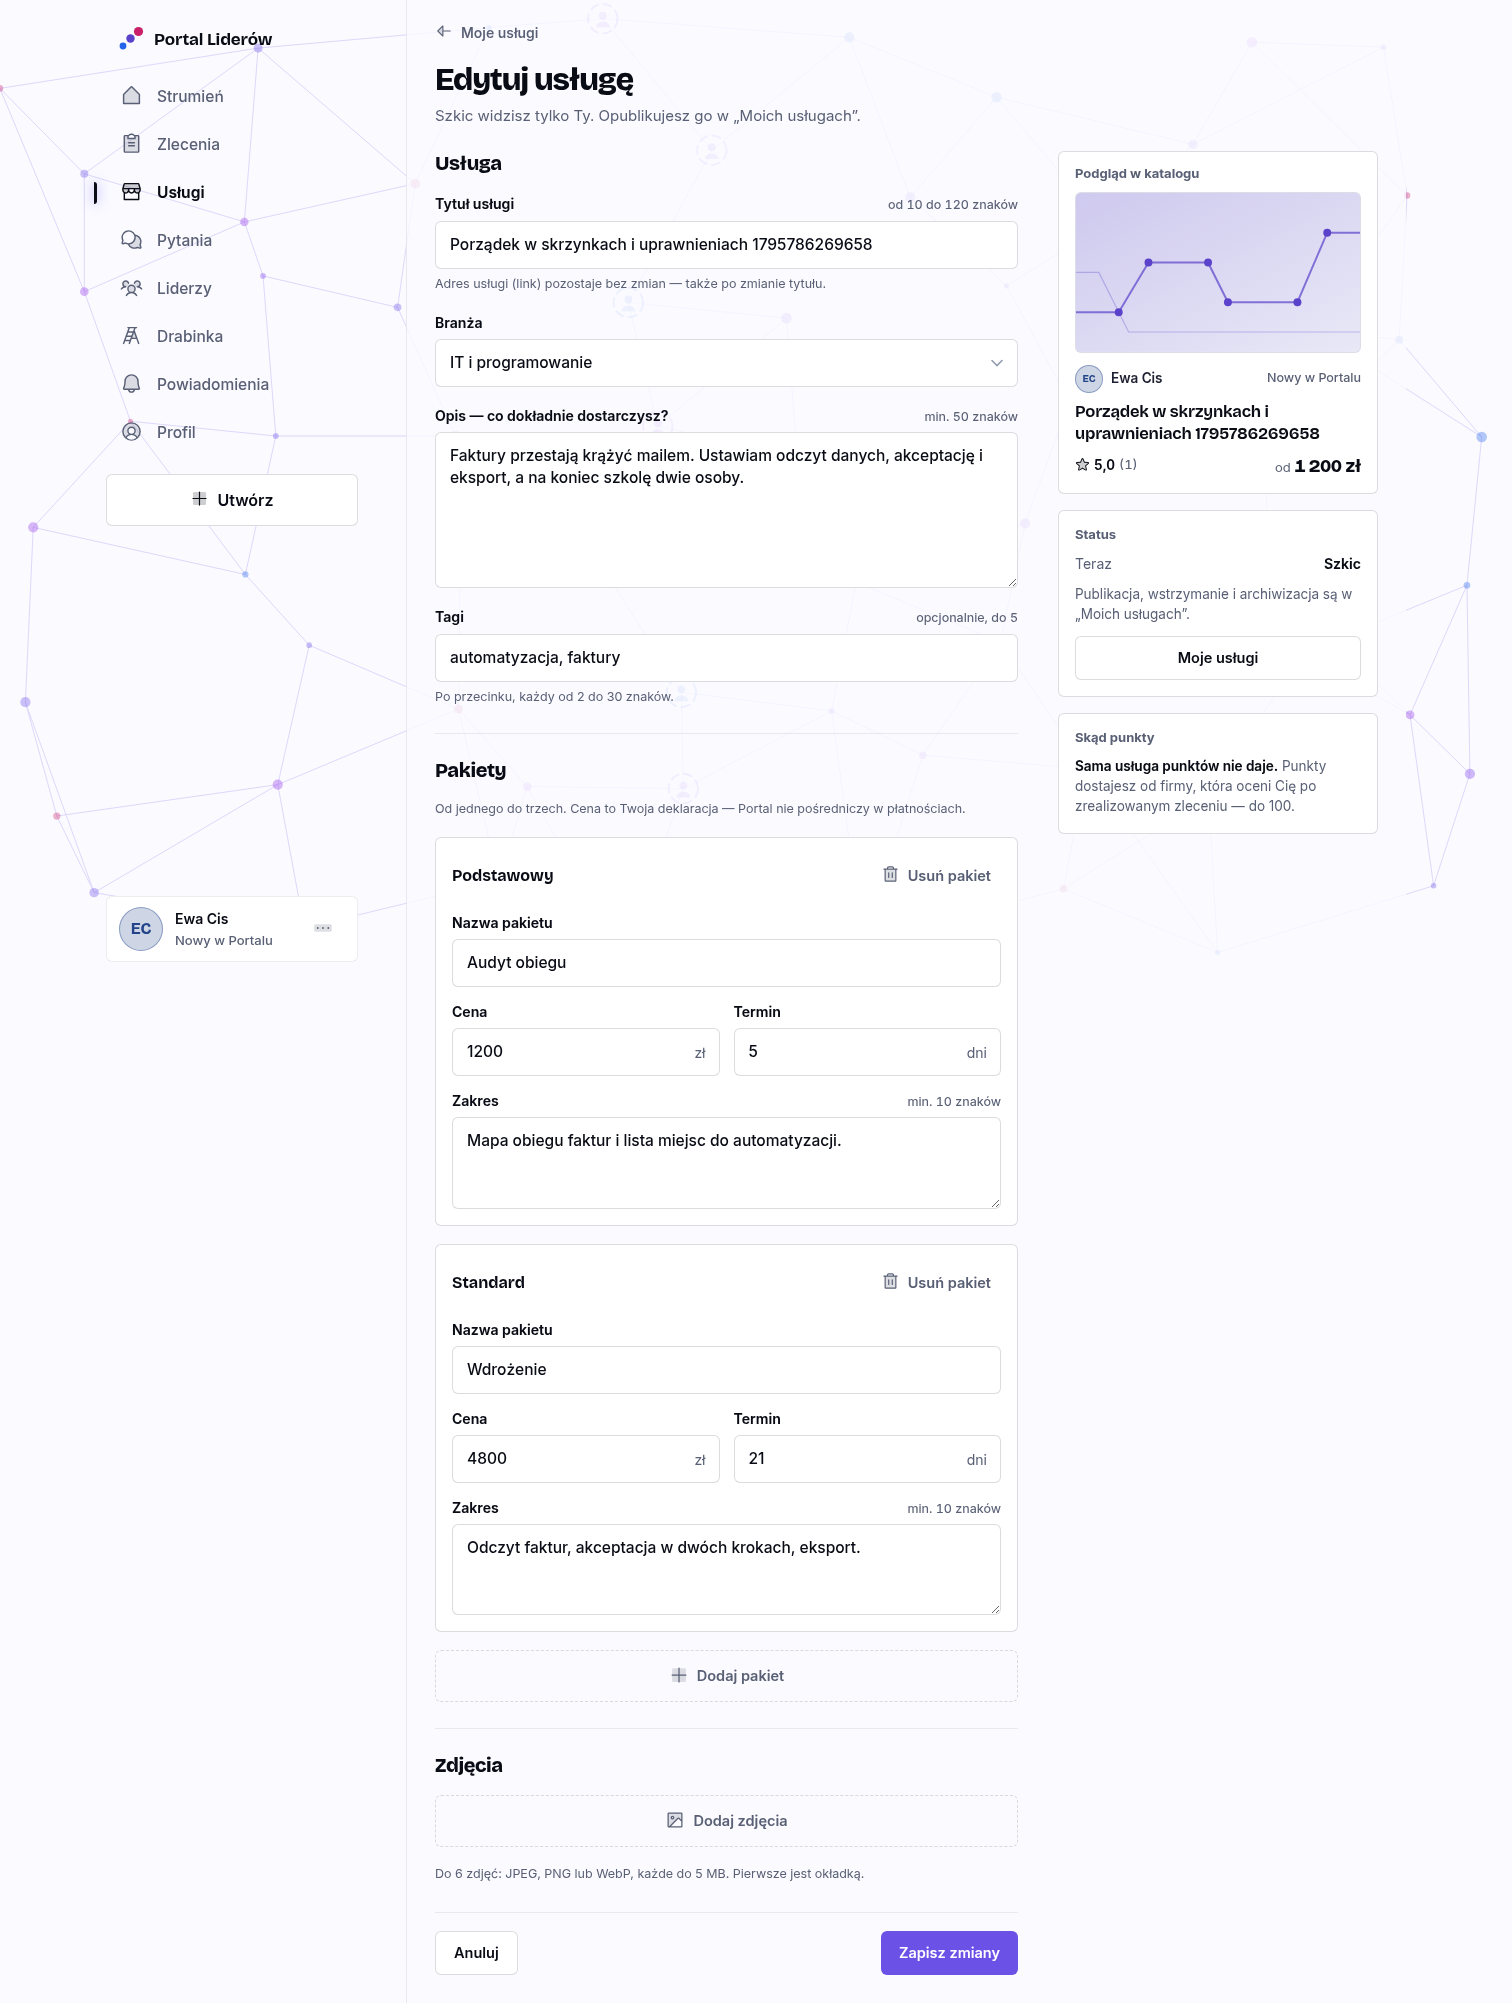 Portal Liderów
Strumień
Zlecenia
Usługi
Pytania
Liderzy
Drabinka
Powiadomienia
Profil
Utwórz
EC
Ewa Cis
Nowy w Portalu
Moje usługi
Edytuj usługę
Szkic widzisz tylko Ty. Opublikujesz go w „Moich usługach”.
Usługa
Tytuł usługi
od 10 do 120 znaków
Porządek w skrzynkach i uprawnieniach 1795786269658
Adres usługi (link) pozostaje bez zmian — także po zmianie tytułu.
Branża
IT i programowanie
Opis — co dokładnie dostarczysz?
min. 50 znaków
Faktury przestają krążyć mailem. Ustawiam odczyt danych, akceptację i
eksport, a na koniec szkolę dwie osoby.
Tagi
opcjonalnie, do 5
automatyzacja, faktury
Po przecinku, każdy od 2 do 30 znaków.
Pakiety
Od jednego do trzech. Cena to Twoja deklaracja — Portal nie pośredniczy w płatnościach.
Podstawowy
Usuń pakiet
Nazwa pakietu
Audyt obiegu
Cena
Termin
1200 zł
5 dni
Zakres
min. 10 znaków
Mapa obiegu faktur i lista miejsc do automatyzacji.
Standard
Usuń pakiet
Nazwa pakietu
Wdrożenie
Cena
Termin
4800 zł
21 dni
Zakres
min. 10 znaków
Odczyt faktur, akceptacja w dwóch krokach, eksport.
Dodaj pakiet
Zdjęcia
Dodaj zdjęcia
Do 6 zdjęć: JPEG, PNG lub WebP, każde do 5 MB. Pierwsze jest okładką.
Anuluj
Zapisz zmiany
Podgląd w katalogu
EC
Ewa Cis
Nowy w Portalu
Porządek w skrzynkach i
uprawnieniach 1795786269658
5,0 (1)
od 1 200 zł
Status
Teraz
Szkic
Publikacja, wstrzymanie i archiwizacja są w
„Moich usługach”.
Moje usługi
Skąd punkty
Sama usługa punktów nie daje. Punkty
dostajesz od firmy, która oceni Cię po
zrealizowanym zleceniu — do 100.